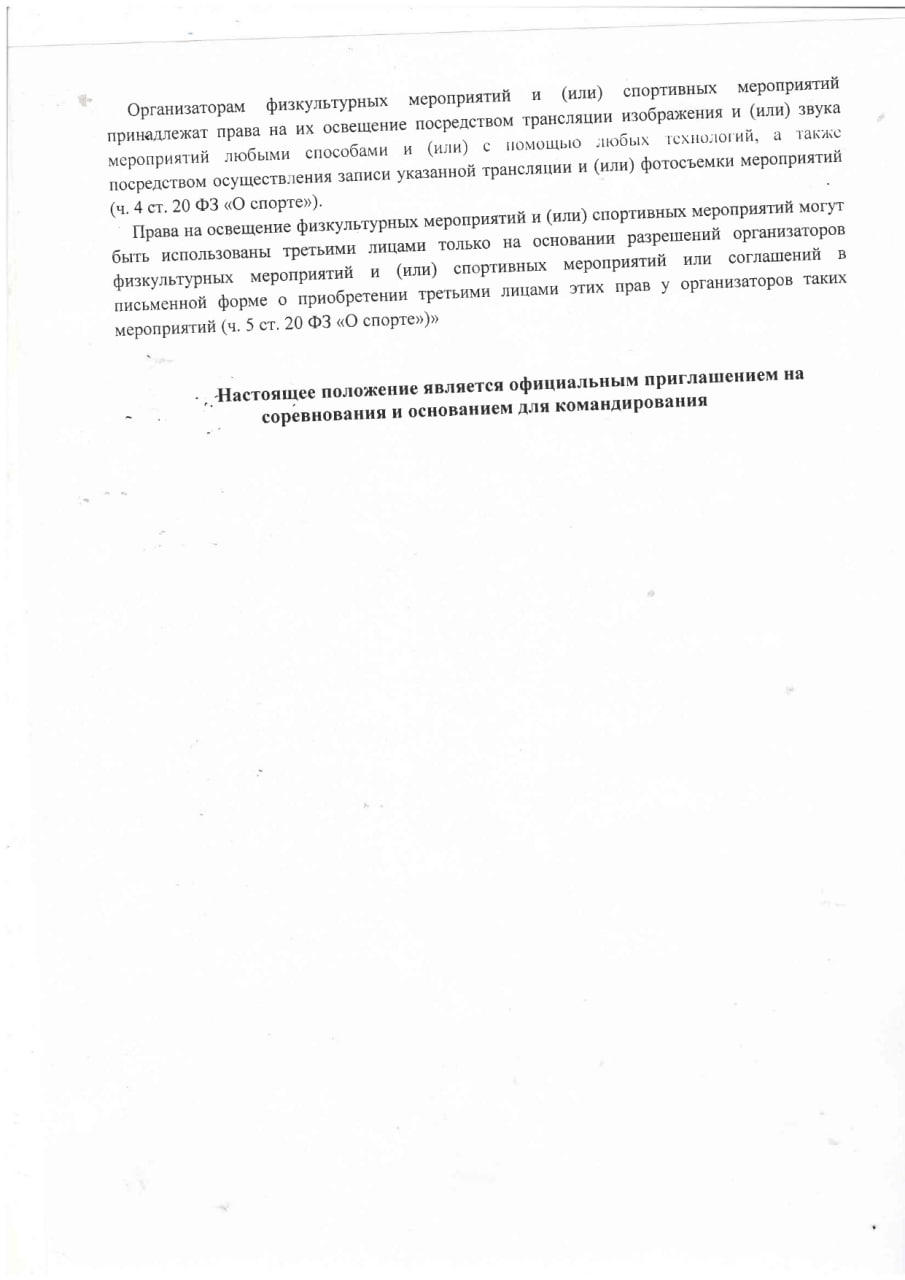 Организаторам физкультурных мероприятий и (или) спортивных мероприятий
принадлежат права на их освещение посредством трансляции изображения и (или) звука
мероприятий любыми способами и (или) с помощью любых технологий, а также
посредством осуществления записи указанной трансляции и (или) фотосъемки мероприятий
(ч. 4 ст. 20 ФЗ «О спорте»).
Права на освещение физкультурных мероприятий и (или) спортивных мероприятий могут
быть использованы третьими лицами только на основании разрешений организаторов
физкультурных мероприятий и (или) спортивных мероприятий или соглашений в
письменной форме о приобретении третьими лицами этих прав у организаторов таких
мероприятий (ч. 5 ст. 20 ФЗ «О спорте»)»
Настоящее положение является официальным приглашением на
соревнования и основанием для командирования